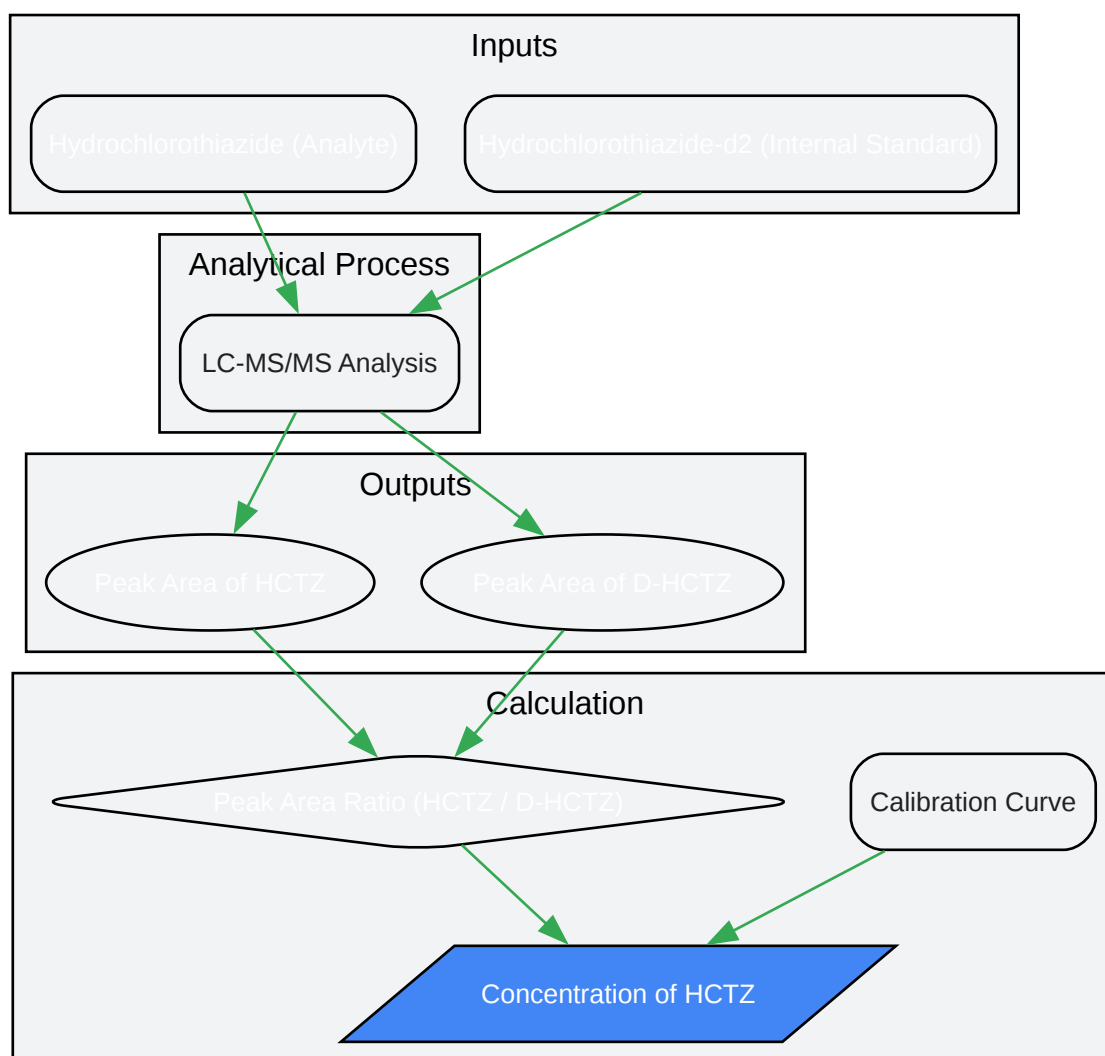 Inputs
Hydrochlorothiazide (Analyte)
Hydrochlorothiazide-d2 (Internal Standard)
Analytical Process
LC-MS/MS Analysis
Outputs
Peak Area of HCTZ
Peak Area of D-HCTZ
Calculation
Peak Area Ratio (HCTZ / D-HCTZ)
Calibration Curve
Concentration of HCTZ